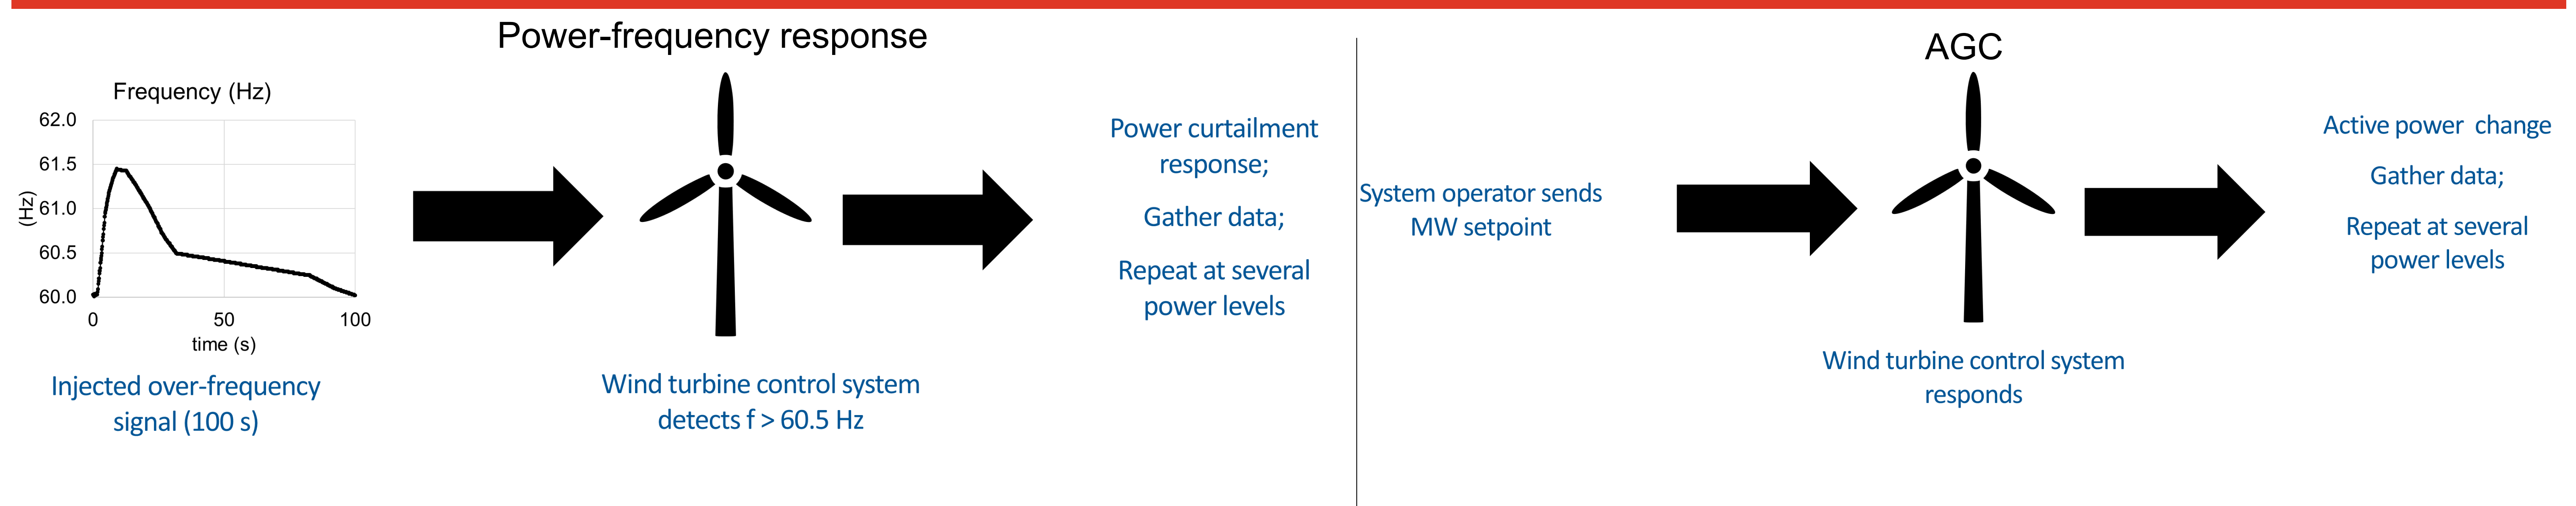 Power-frequency response
Frequency (Hz)
62.0
61.5
61.0
60.5
60.0
(Hz)
0 50 100
time (s)
Injected over-frequency
signal (100 s)
Wind turbine control system
detects f > 60.5 Hz
Power curtailment
response;
Gather data;
Repeat at several
power levels
AGC
System operator sends
MW setpoint
Wind turbine control system
responds
Active power change
Gather data;
Repeat at several
power levels